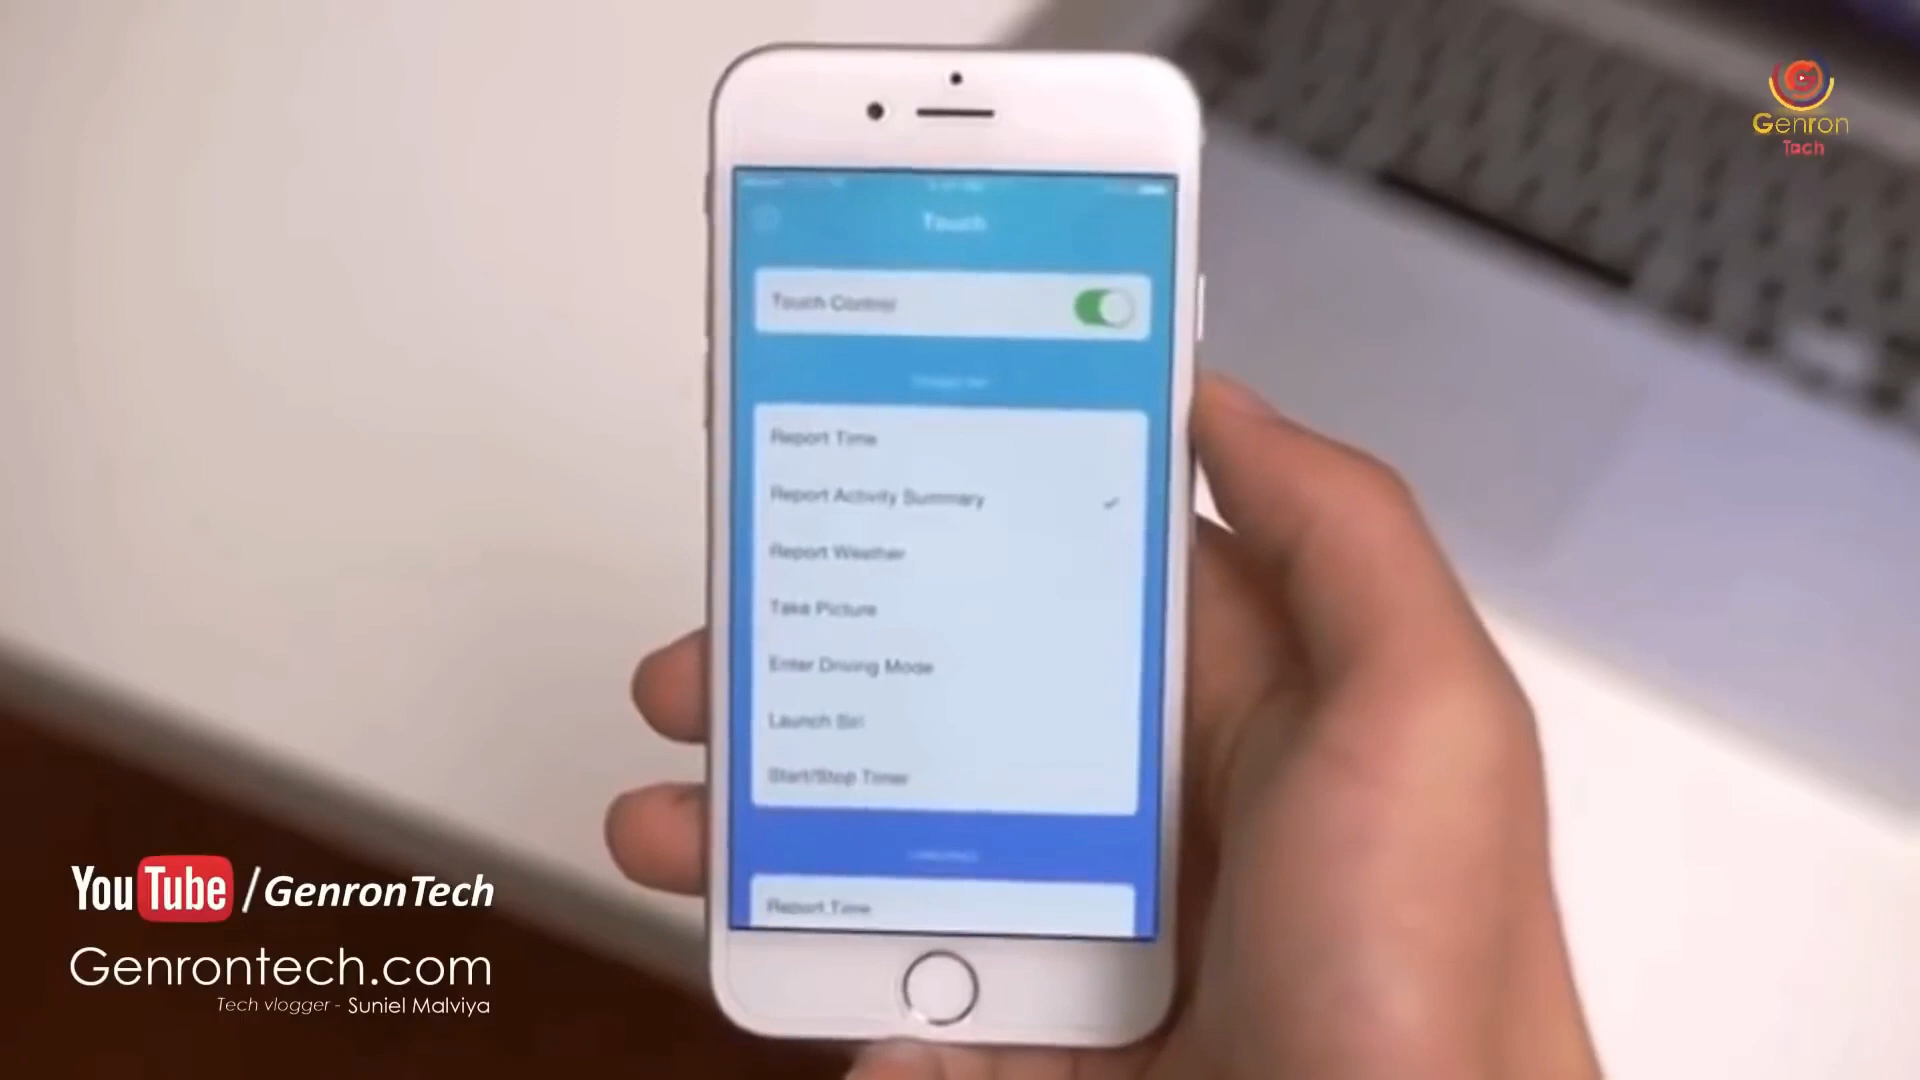 Genron
Tech
Touch
Touch Control
Report Time
Report Activity Summary
Report Weather
Take Picture
Enter Driving Mode
Launch Siri
Start/Stop Timer
Report Time
YouTube /GenronTech
Genrontech.com
Tech vlogger - Suniel Malviya